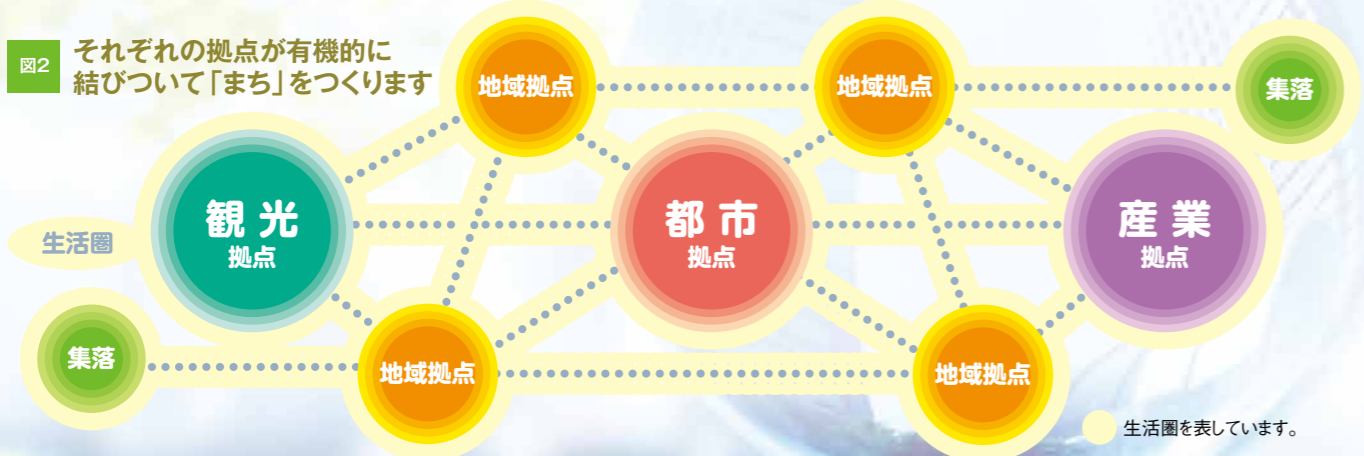 図2
それぞれの拠点が有機的に
結びついて「まち」をつくります
地域拠点
地域拠点
集落
観光
拠点
都市
拠点
産業
拠点
生活圏
集落
地域拠点
地域拠点
生活圏を表しています。